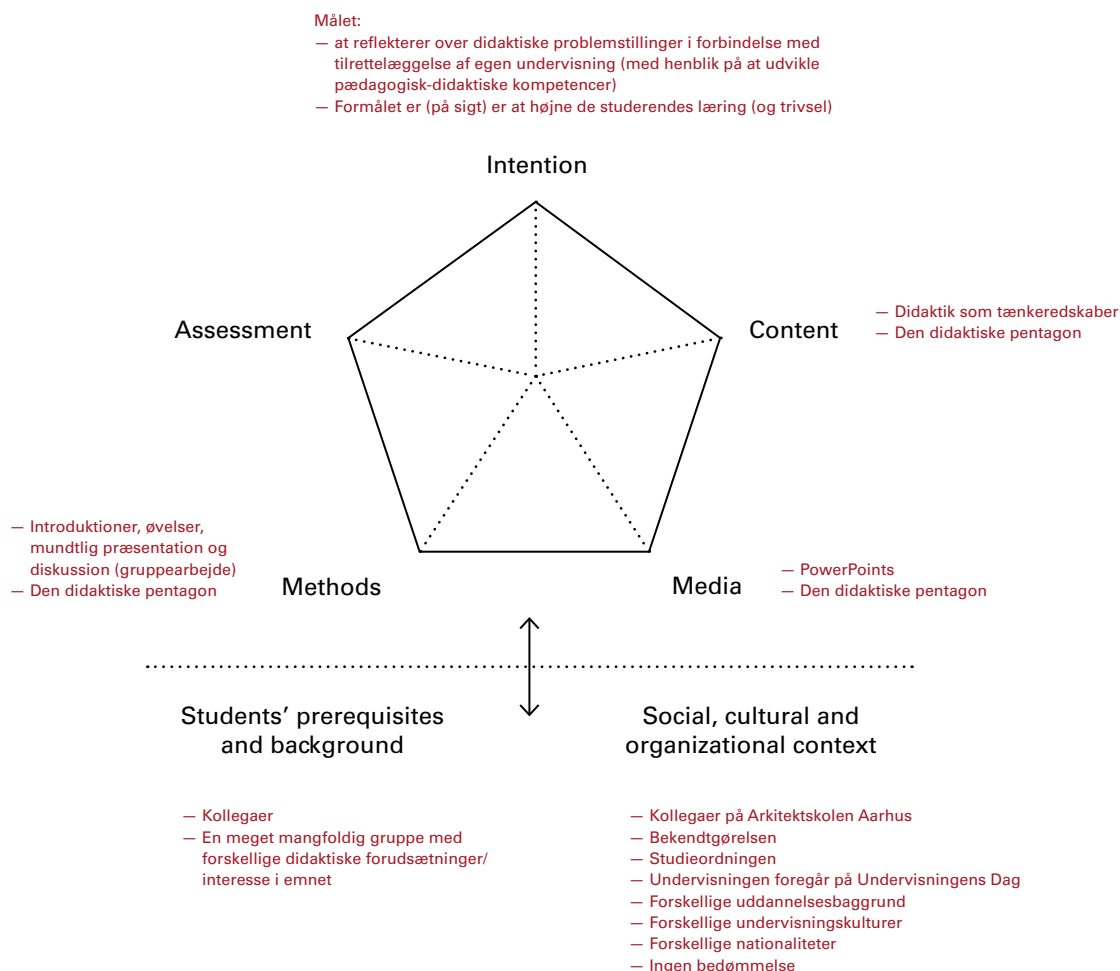 Målet:
— at reflekterer over didaktiske problemstillinger i forbindelse med
tilrettelæggelse af egen undervisning (med henblik på at udvikle
pædagogisk-didaktiske kompetencer)
— Formålet er (på sigt) er at højne de studerendes læring (og trivsel)
Intention
Assessment
Content
— Didaktik som tænkeredskaber
— Den didaktiske pentagon
— Introduktioner, øvelser,
mundtlig præsentation og
diskussion (gruppearbejde)
— Den didaktiske pentagon
Methods
Media
— PowerPoints
— Den didaktiske pentagon
Students’ prerequisites
and background
Social, cultural and
organizational context
— Kollegaer
— En meget mangfoldig gruppe med
forskellige didaktiske forudsætninger/
interesse i emnet
— Kollegaer på Arkitektskolen Aarhus
— Bekendtgørelsen
— Studieordningen
— Undervisningen foregår på Undervisningens Dag
— Forskellige uddannelsesbaggrund
— Forskellige undervisningskulturer
— Forskellige nationaliteter
— Ingen bedømmelse